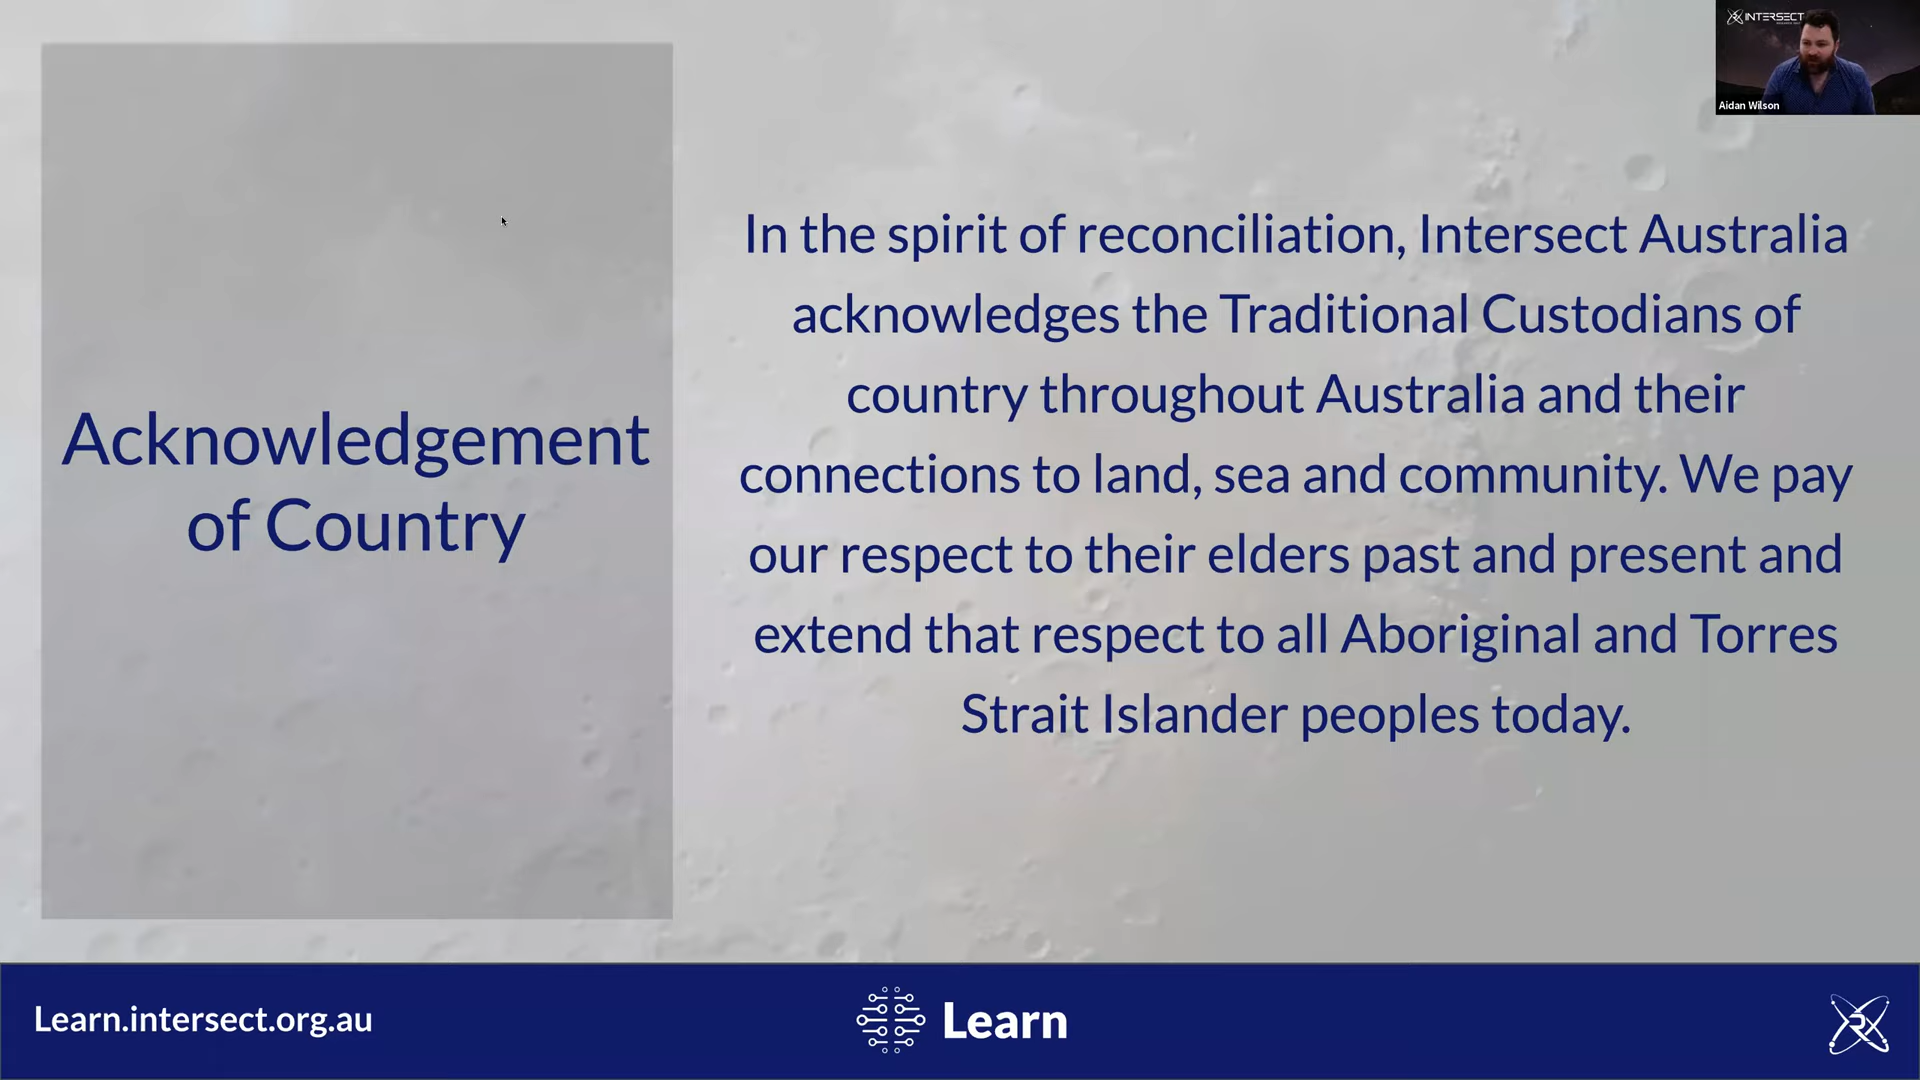 INTERSECT
Aidan Wilson
Acknowledgement
of Country
In the spirit of reconciliation, Intersect Australia
acknowledges the Traditional Custodians of
country throughout Australia and their
connections to land, sea and community. We pay
our respect to their elders past and present and
extend that respect to all Aboriginal and Torres
Strait Islander peoples today.
Learn.intersect.org.au
Learn